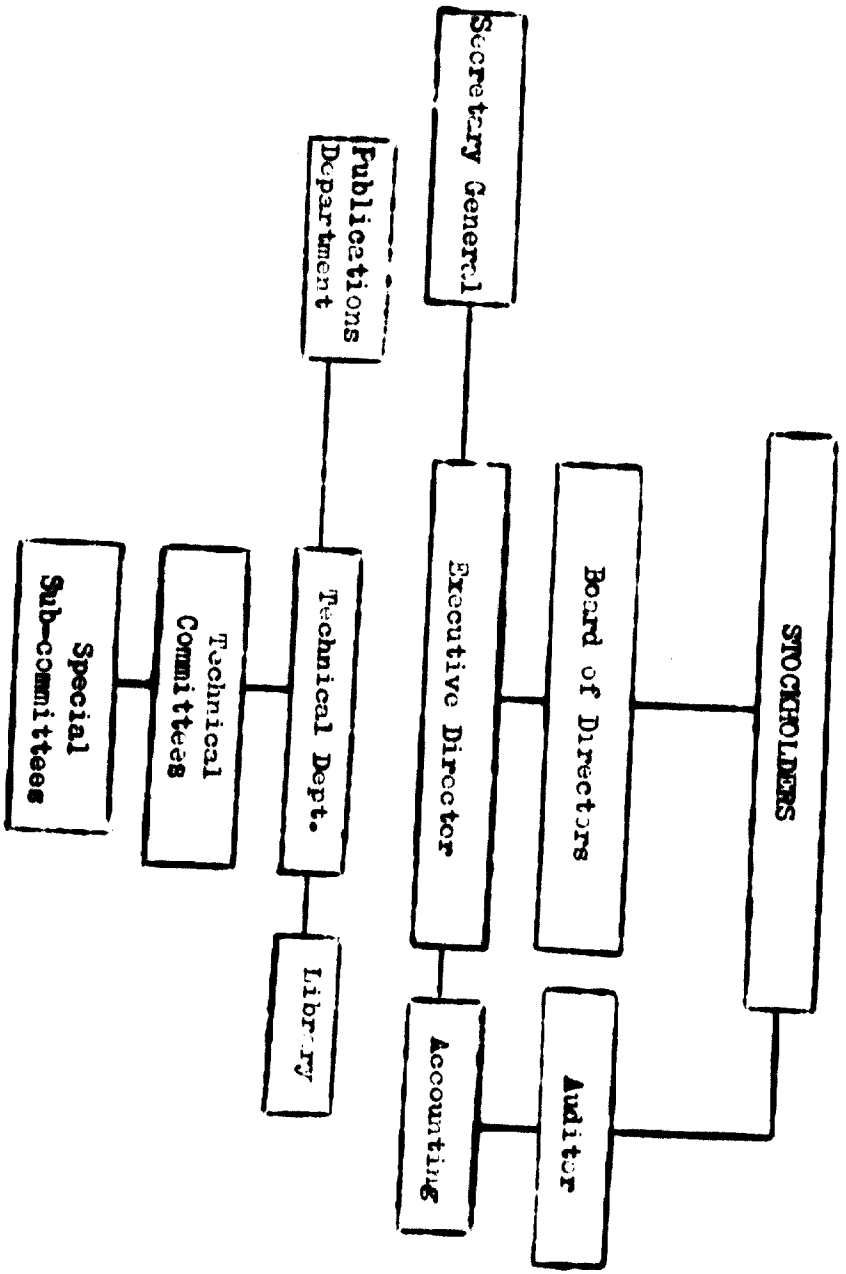 STOCKHOLDERS
Board of Directors
Auditor
Secretary General
Executive Director
Accounting
Publications
Department
Technical Dept.
Library
Technical
Committees
Special
Sub-committees